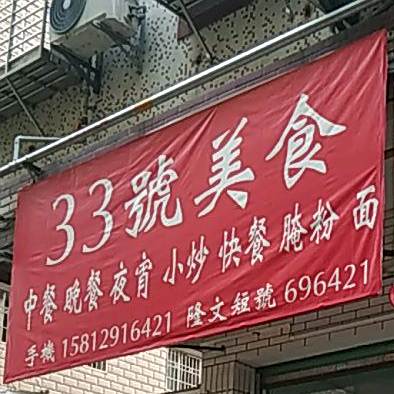 33號美食
中餐 晚餐 夜宵 小炒 快餐 腌粉 面
手機 15812916421 隆文短號 696421